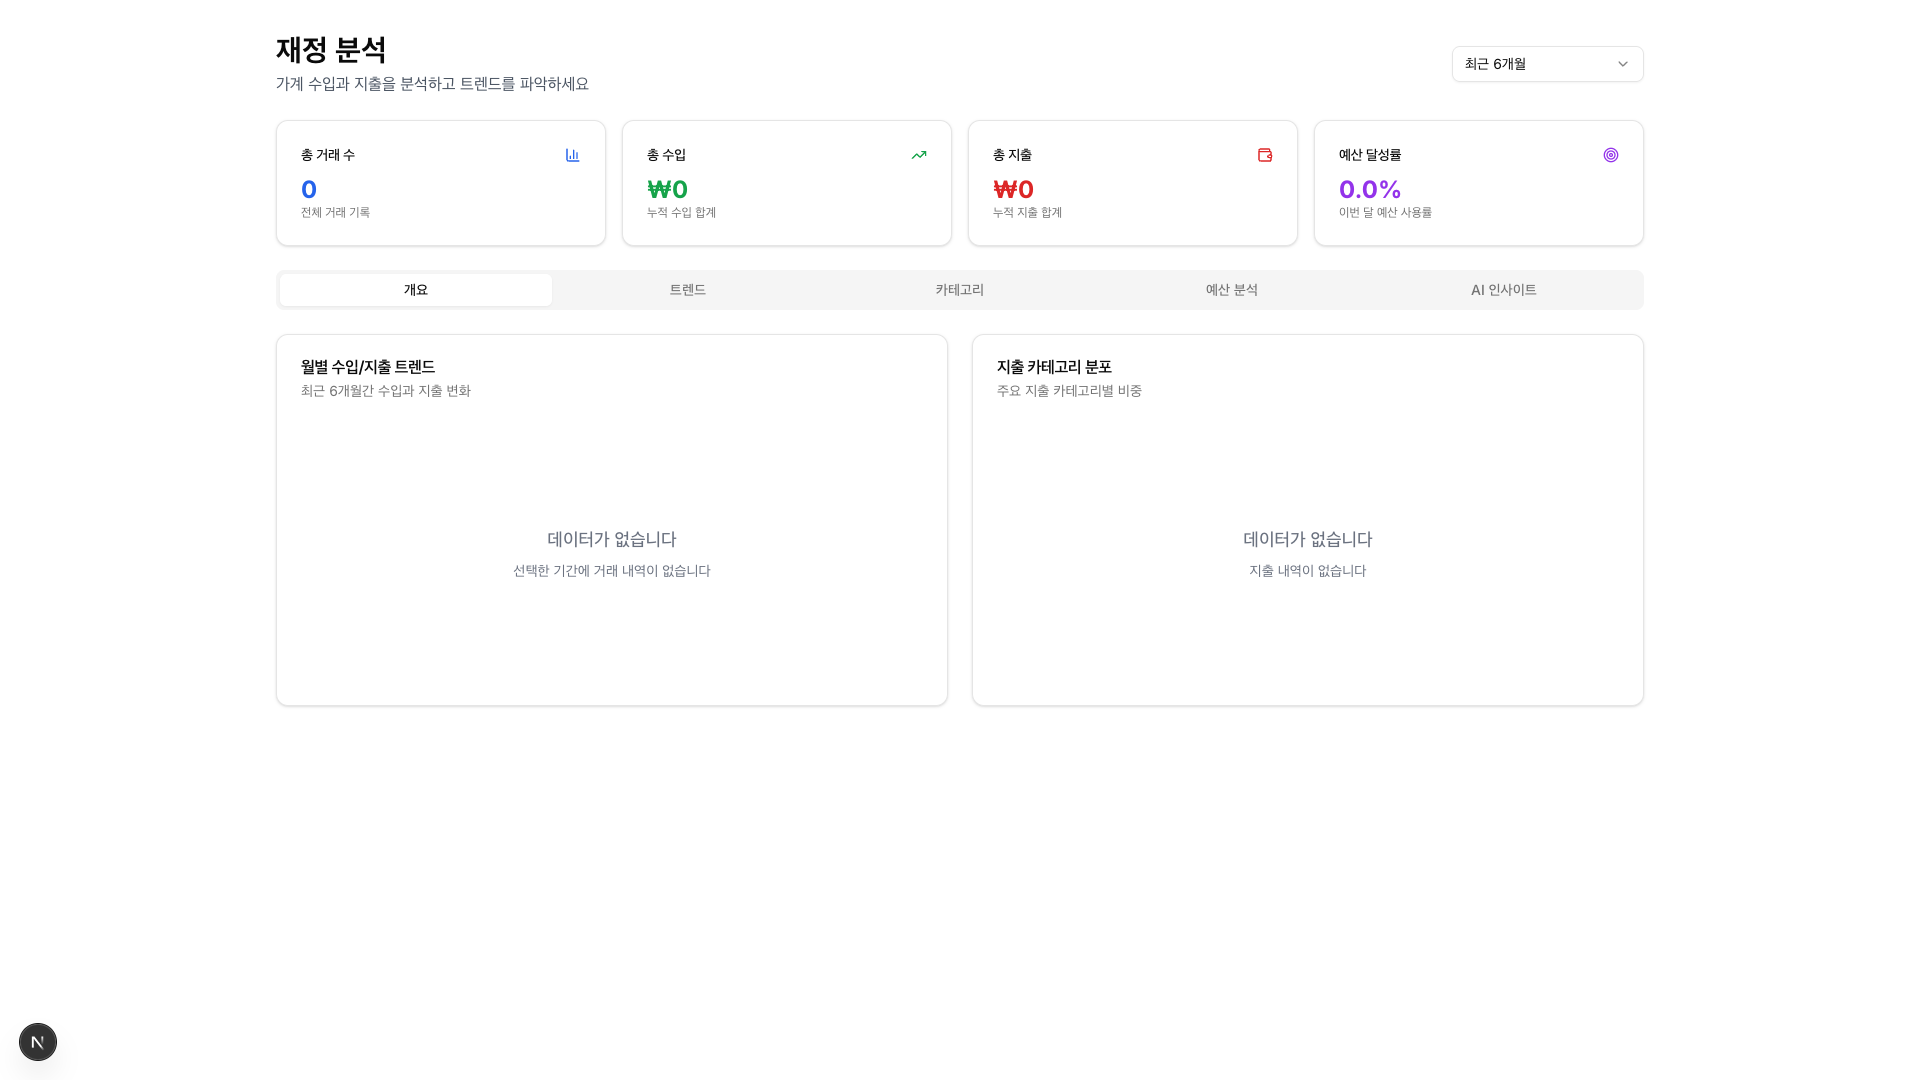 재정 분석
가계 수입과 지출을 분석하고 트렌드를 파악하세요
최근 6개월
총 거래 수
0
전체 거래 기록
총 수입
₩0
누적 수입 합계
총 지출
₩0
누적 지출 합계
예산 달성률
0.0%
이번 달 예산 사용률
개요
트렌드
카테고리
예산 분석
AI 인사이트
월별 수입/지출 트렌드
최근 6개월간 수입과 지출 변화
데이터가 없습니다
선택한 기간에 거래 내역이 없습니다
지출 카테고리 분포
주요 지출 카테고리별 비중
데이터가 없습니다
지출 내역이 없습니다
N